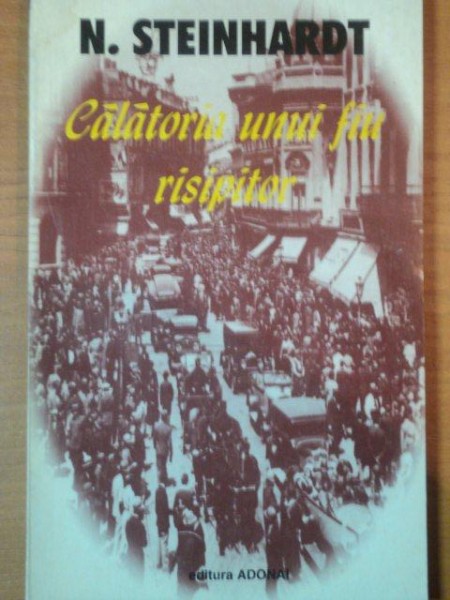 N. STEINHARDT
Călătoria unui fiu
risipitor
editura ADONAI